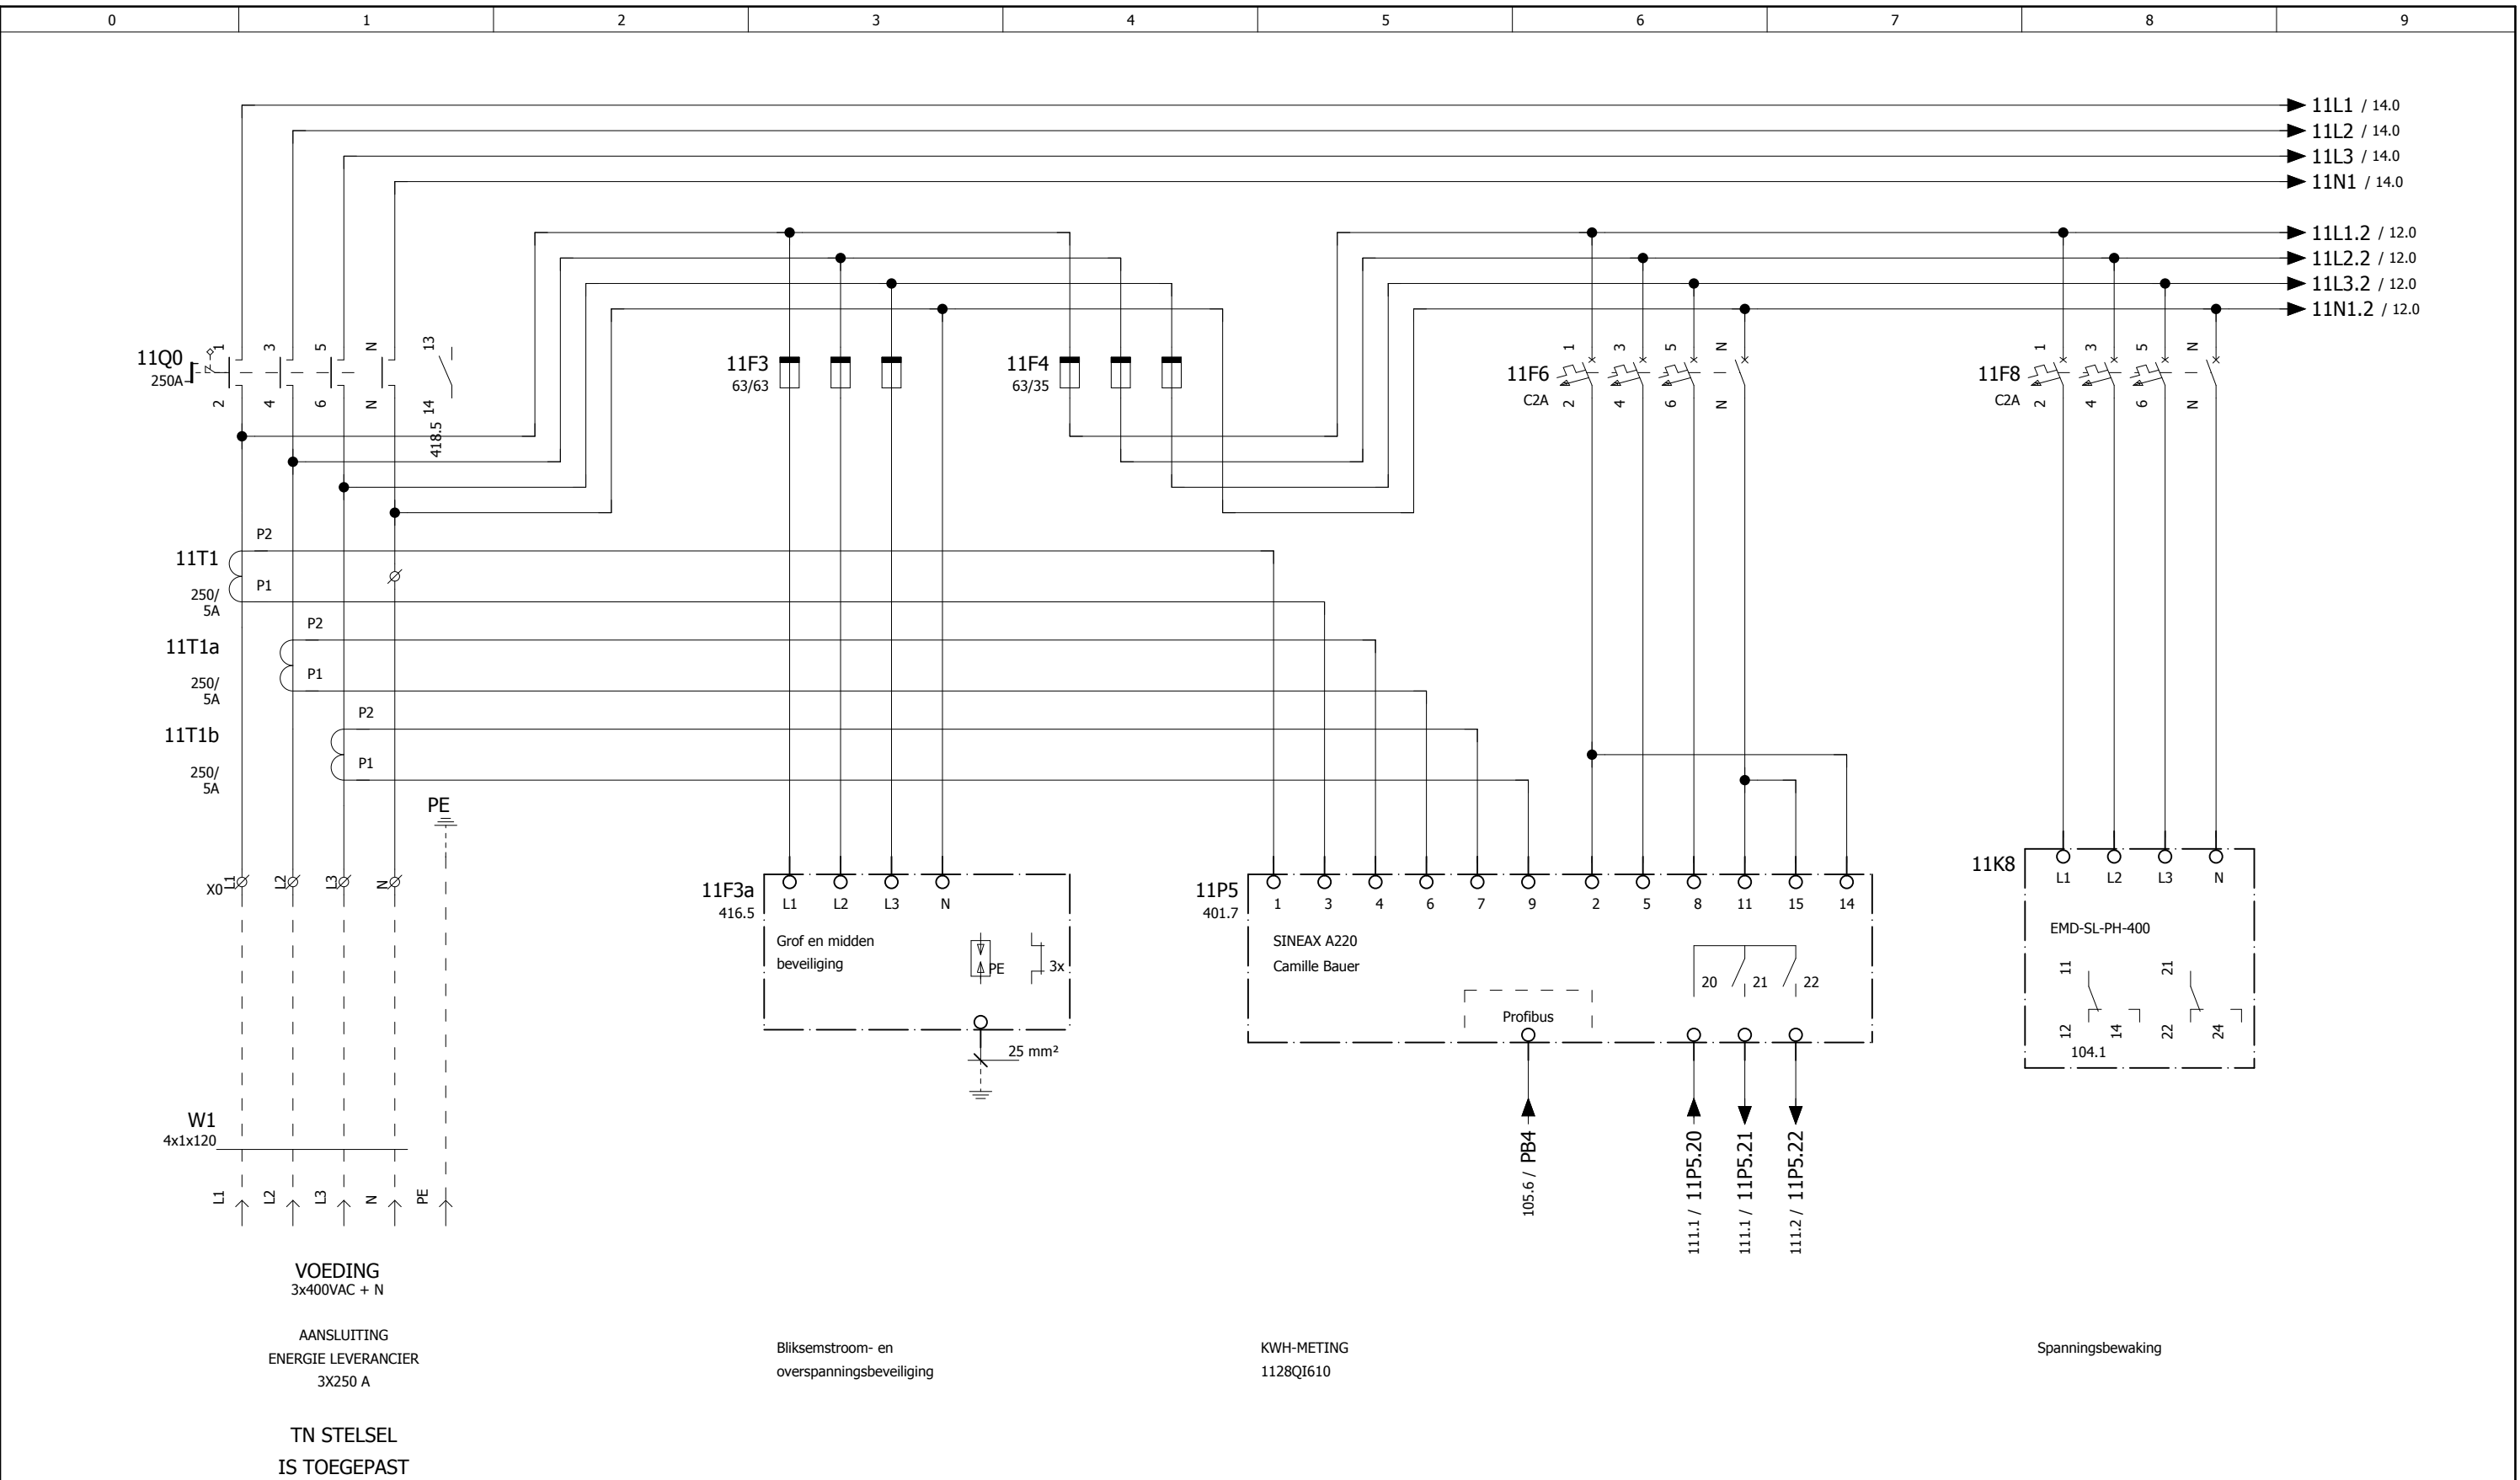 0 1 2 3 4 5 6 7 8 9
11L1 / 14.0
11L2 / 14.0
11L3 / 14.0
11N1 / 14.0
11L1.2 / 12.0
11L2.2 / 12.0
11L3.2 / 12.0
11N1.2 / 12.0
11Q0
250A
1 3 5 N 13
2 4 6 N 14
418.5
11F3
63/63
11F4
63/35
11F6
C2A
1 3 5 N
2 4 6 N
11F8
C2A
1 3 5 N
2 4 6 N
11T1
250/
5A
P2
P1
11T1a
250/
5A
P2
P1
11T1b
250/
5A
P2
P1
PE
X0 L1 L2 L3 N
W1
4x1x120
L1 L2 L3 N PE
VOEDING
3x400VAC + N
AANSLUITING
ENERGIE LEVERANCIER
3X250 A
TN STELSEL
IS TOEGEPAST
11F3a
416.5
L1 L2 L3 N
Grof en midden
beveiliging
PE
3x
25 mm²
Bliksemstroom- en
overspanningsbeveiliging
11P5
401.7
1 3 4 6 7 9 2 5 8 11 15 14
SINEAX A220
Camille Bauer
20 21 22
Profibus
105.6 / PB4
111.1 / 11P5.20
111.1 / 11P5.21
111.2 / 11P5.22
KWH-METING
1128QI610
11K8
L1 L2 L3 N
EMD-SL-PH-400
11 21
12 14 22 24
104.1
Spanningsbewaking